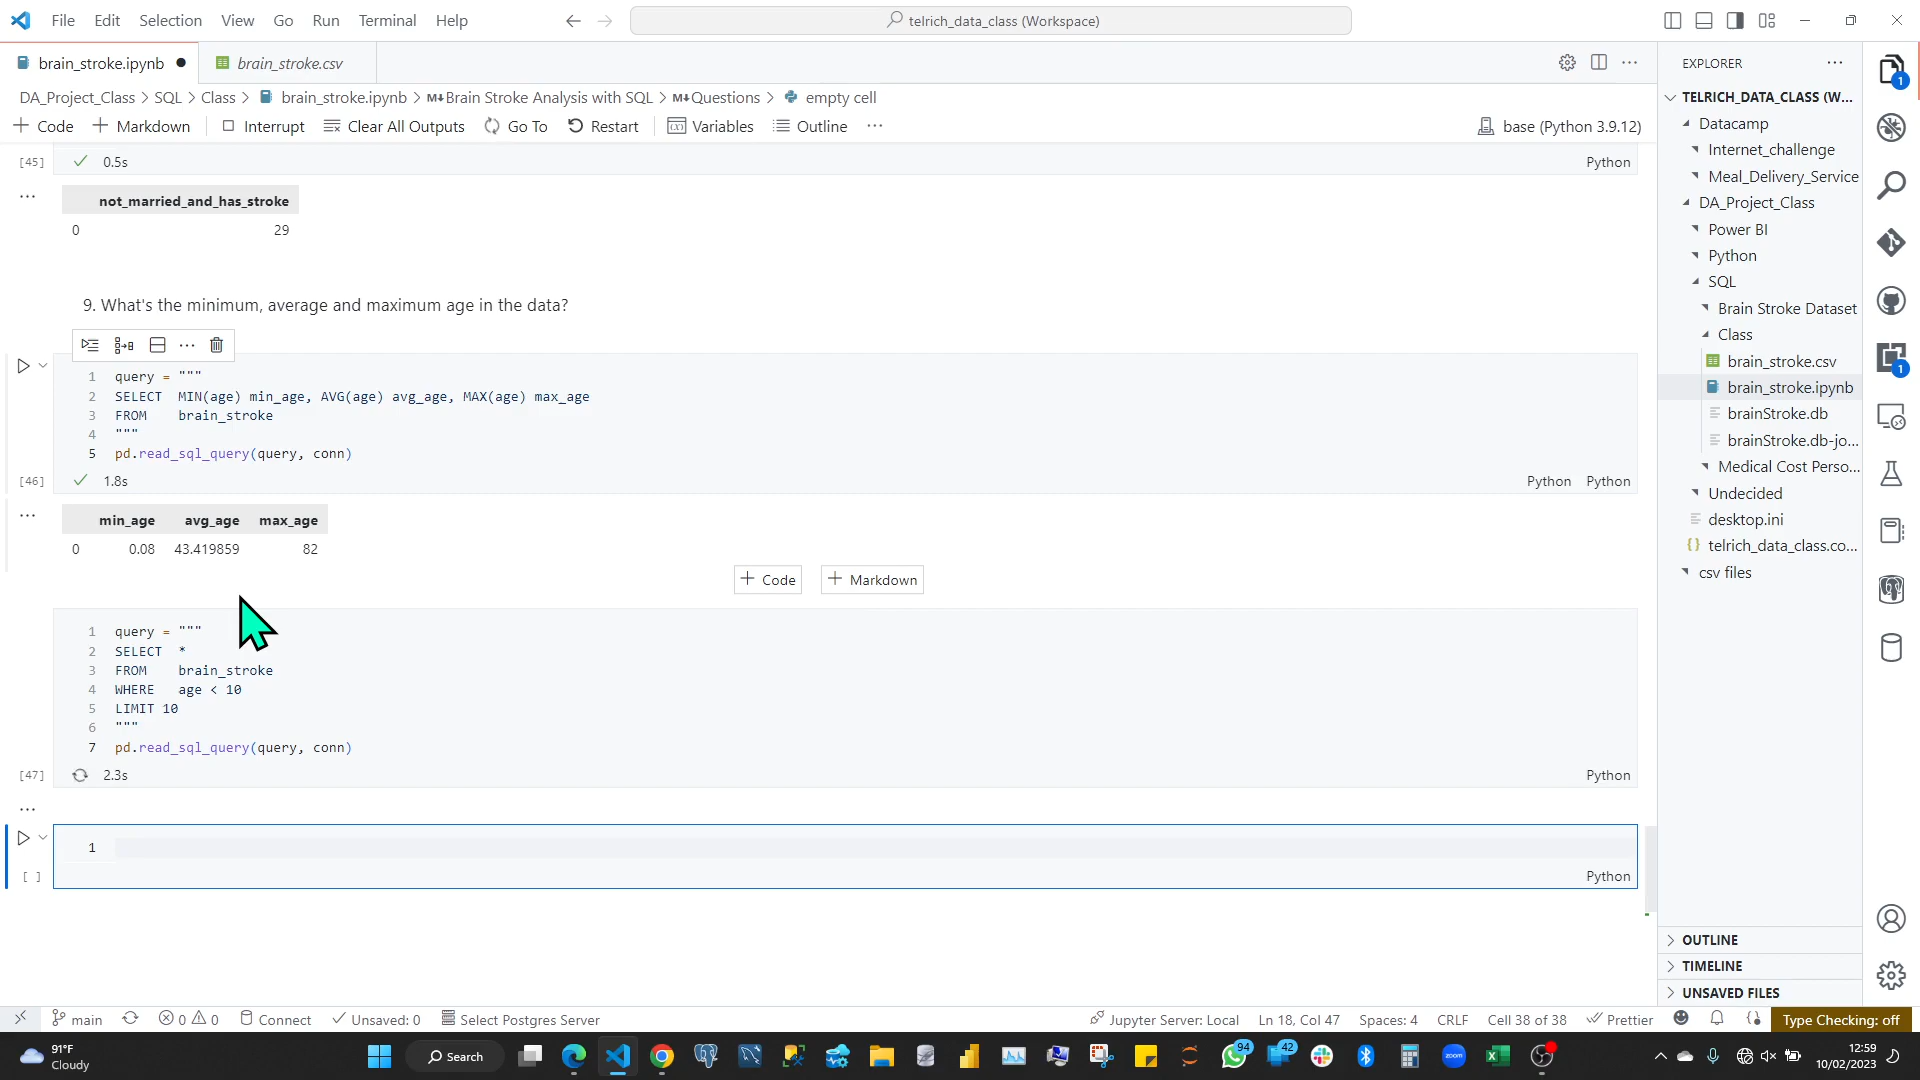 File Edit Selection View Go Run Terminal Help
telrich_data_class (Workspace)
brain_stroke.ipynb
brain_stroke.csv
DA_Project_Class > SQL > Class > brain_stroke.ipynb > M↓Brain Stroke Analysis with SQL > M↓Questions > empty cell
+ Code + Markdown Interrupt Clear All Outputs Go To Restart Variables Outline ...
base (Python 3.9.12)
[45] 0.5s Python
not_married_and_has_stroke
0 29
9. What's the minimum, average and maximum age in the data?
1 query = """
2 SELECT MIN(age) min_age, AVG(age) avg_age, MAX(age) max_age
3 FROM brain_stroke
4 """
5 pd.read_sql_query(query, conn)
[46] 1.8s Python Python
min_age avg_age max_age
0 0.08 43.419859 82
+ Code + Markdown
1 query = """
2 SELECT *
3 FROM brain_stroke
4 WHERE age < 10
5 LIMIT 10
6 """
7 pd.read_sql_query(query, conn)
[47] 2.3s Python
1
[ ] Python
EXPLORER
TELRICH_DATA_CLASS (W...
Datacamp
Internet_challenge
Meal_Delivery_Service
DA_Project_Class
Power BI
Python
SQL
Brain Stroke Dataset
Class
brain_stroke.csv
brain_stroke.ipynb
brainStroke.db
brainStroke.db-jo...
Medical Cost Perso...
Undecided
desktop.ini
telrich_data_class.co...
csv files
OUTLINE
TIMELINE
UNSAVED FILES
1
1
main 0 0 Connect Unsaved: 0 Select Postgres Server
Jupyter Server: Local Ln 18, Col 47 Spaces: 4 CRLF Cell 38 of 38 Prettier Type Checking: off
91°F
Cloudy
Search
94
42
zoom
12:59
10/02/2023